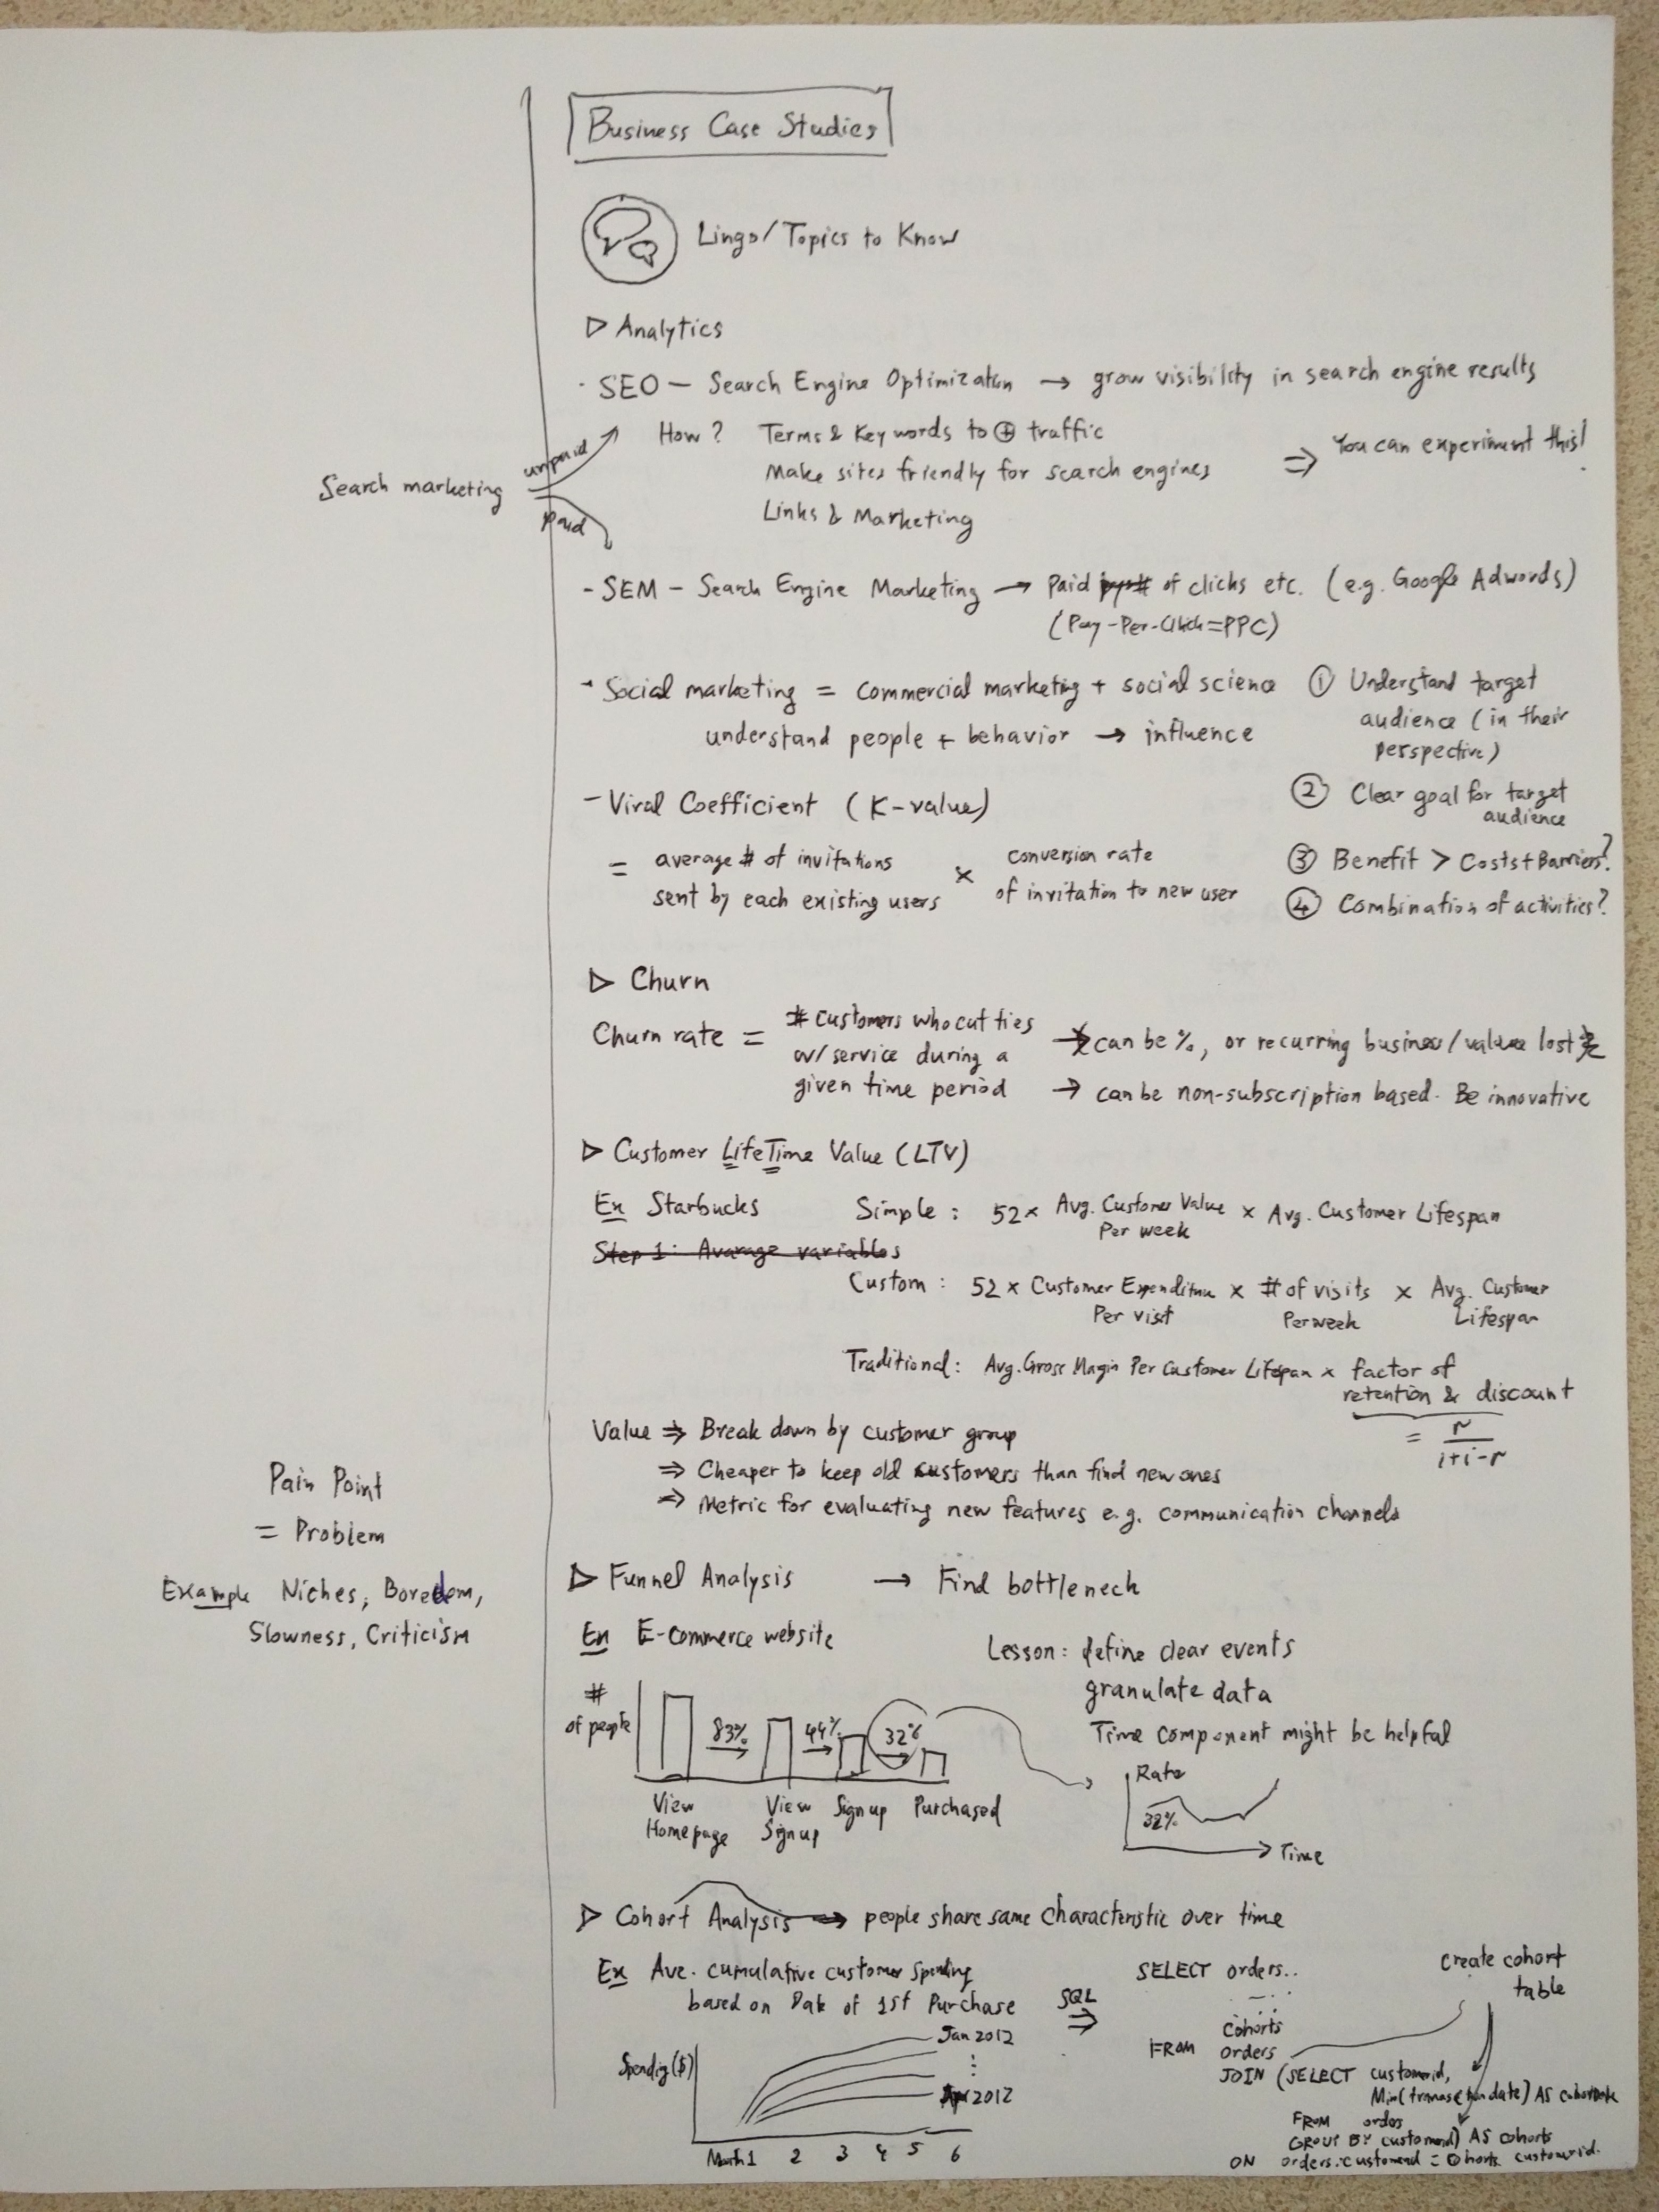 Business Case Studies
Lingo/Topics to Know
▷ Analytics
· SEO — Search Engine Optimization → grow visibility in search engine results
How? Terms & Keywords to ⊕ traffic
Make sites friendly for search engines
Links & Marketing
⇒ You can experiment this!
Search marketing
unpaid
paid
- SEM — Search Engine Marketing → Paid of clicks etc. (e.g. Google Adwords)
(Pay-Per-Click=PPC)
- Social marketing = commercial marketing + social science
understand people + behavior → influence
① Understand target
audience (in their
perspective)
② Clear goal for target
audience
③ Benefit > Costs+Barriers?
④ Combination of activities?
- Viral Coefficient (K-value)
= average # of invitations
sent by each existing users
× conversion rate
of invitation to new user
▷ Churn
Churn rate = # customers who cut ties
w/ service during a
given time period
→ can be %, or recurring business/value lost
→ can be non-subscription based. Be innovative
▷ Customer LifeTime Value (LTV)
Ex Starbucks
Simple: 52 × Avg. Customer Value × Avg. Customer Lifespan
Per week
Step 1: Avarage variables
Custom: 52 × Customer Expenditure × # of visits × Avg. Customer
Per visit Per week Lifespan
Traditional: Avg. Gross Margin Per Customer Lifespan × factor of
retention & discount
= r
i+i-r
Value ⇒ Break down by customer group
⇒ Cheaper to keep old customers than find new ones
⇒ Metric for evaluating new features e.g. communication channels
Pain Point
= Problem
Example Niches, Boredom,
Slowness, Criticism
▷ Funnel Analysis → Find bottleneck
Ex E-commerce website
Lesson: define clear events
granulate data
Time component might be helpful
#
of people
83%
44%
32%
View
Homepage
View
Signup
Signup
Purchased
Rate
32%
Time
▷ Cohort Analysis → people share same characteristic over time
Ex Ave. cumulative customer spending
based on Date of 1st Purchase
Spending($)
Jan 2012
⋮
Apr 2012
Month 1 2 3 4 5 6
SQL
⇒
SELECT orders..
cohorts
FROM orders
JOIN (SELECT customerid,
Min(transactiondate) AS cohortdate
FROM orders
GROUP BY customerid) AS cohorts
ON orders.customerid = cohorts.customerid.
create cohort
table